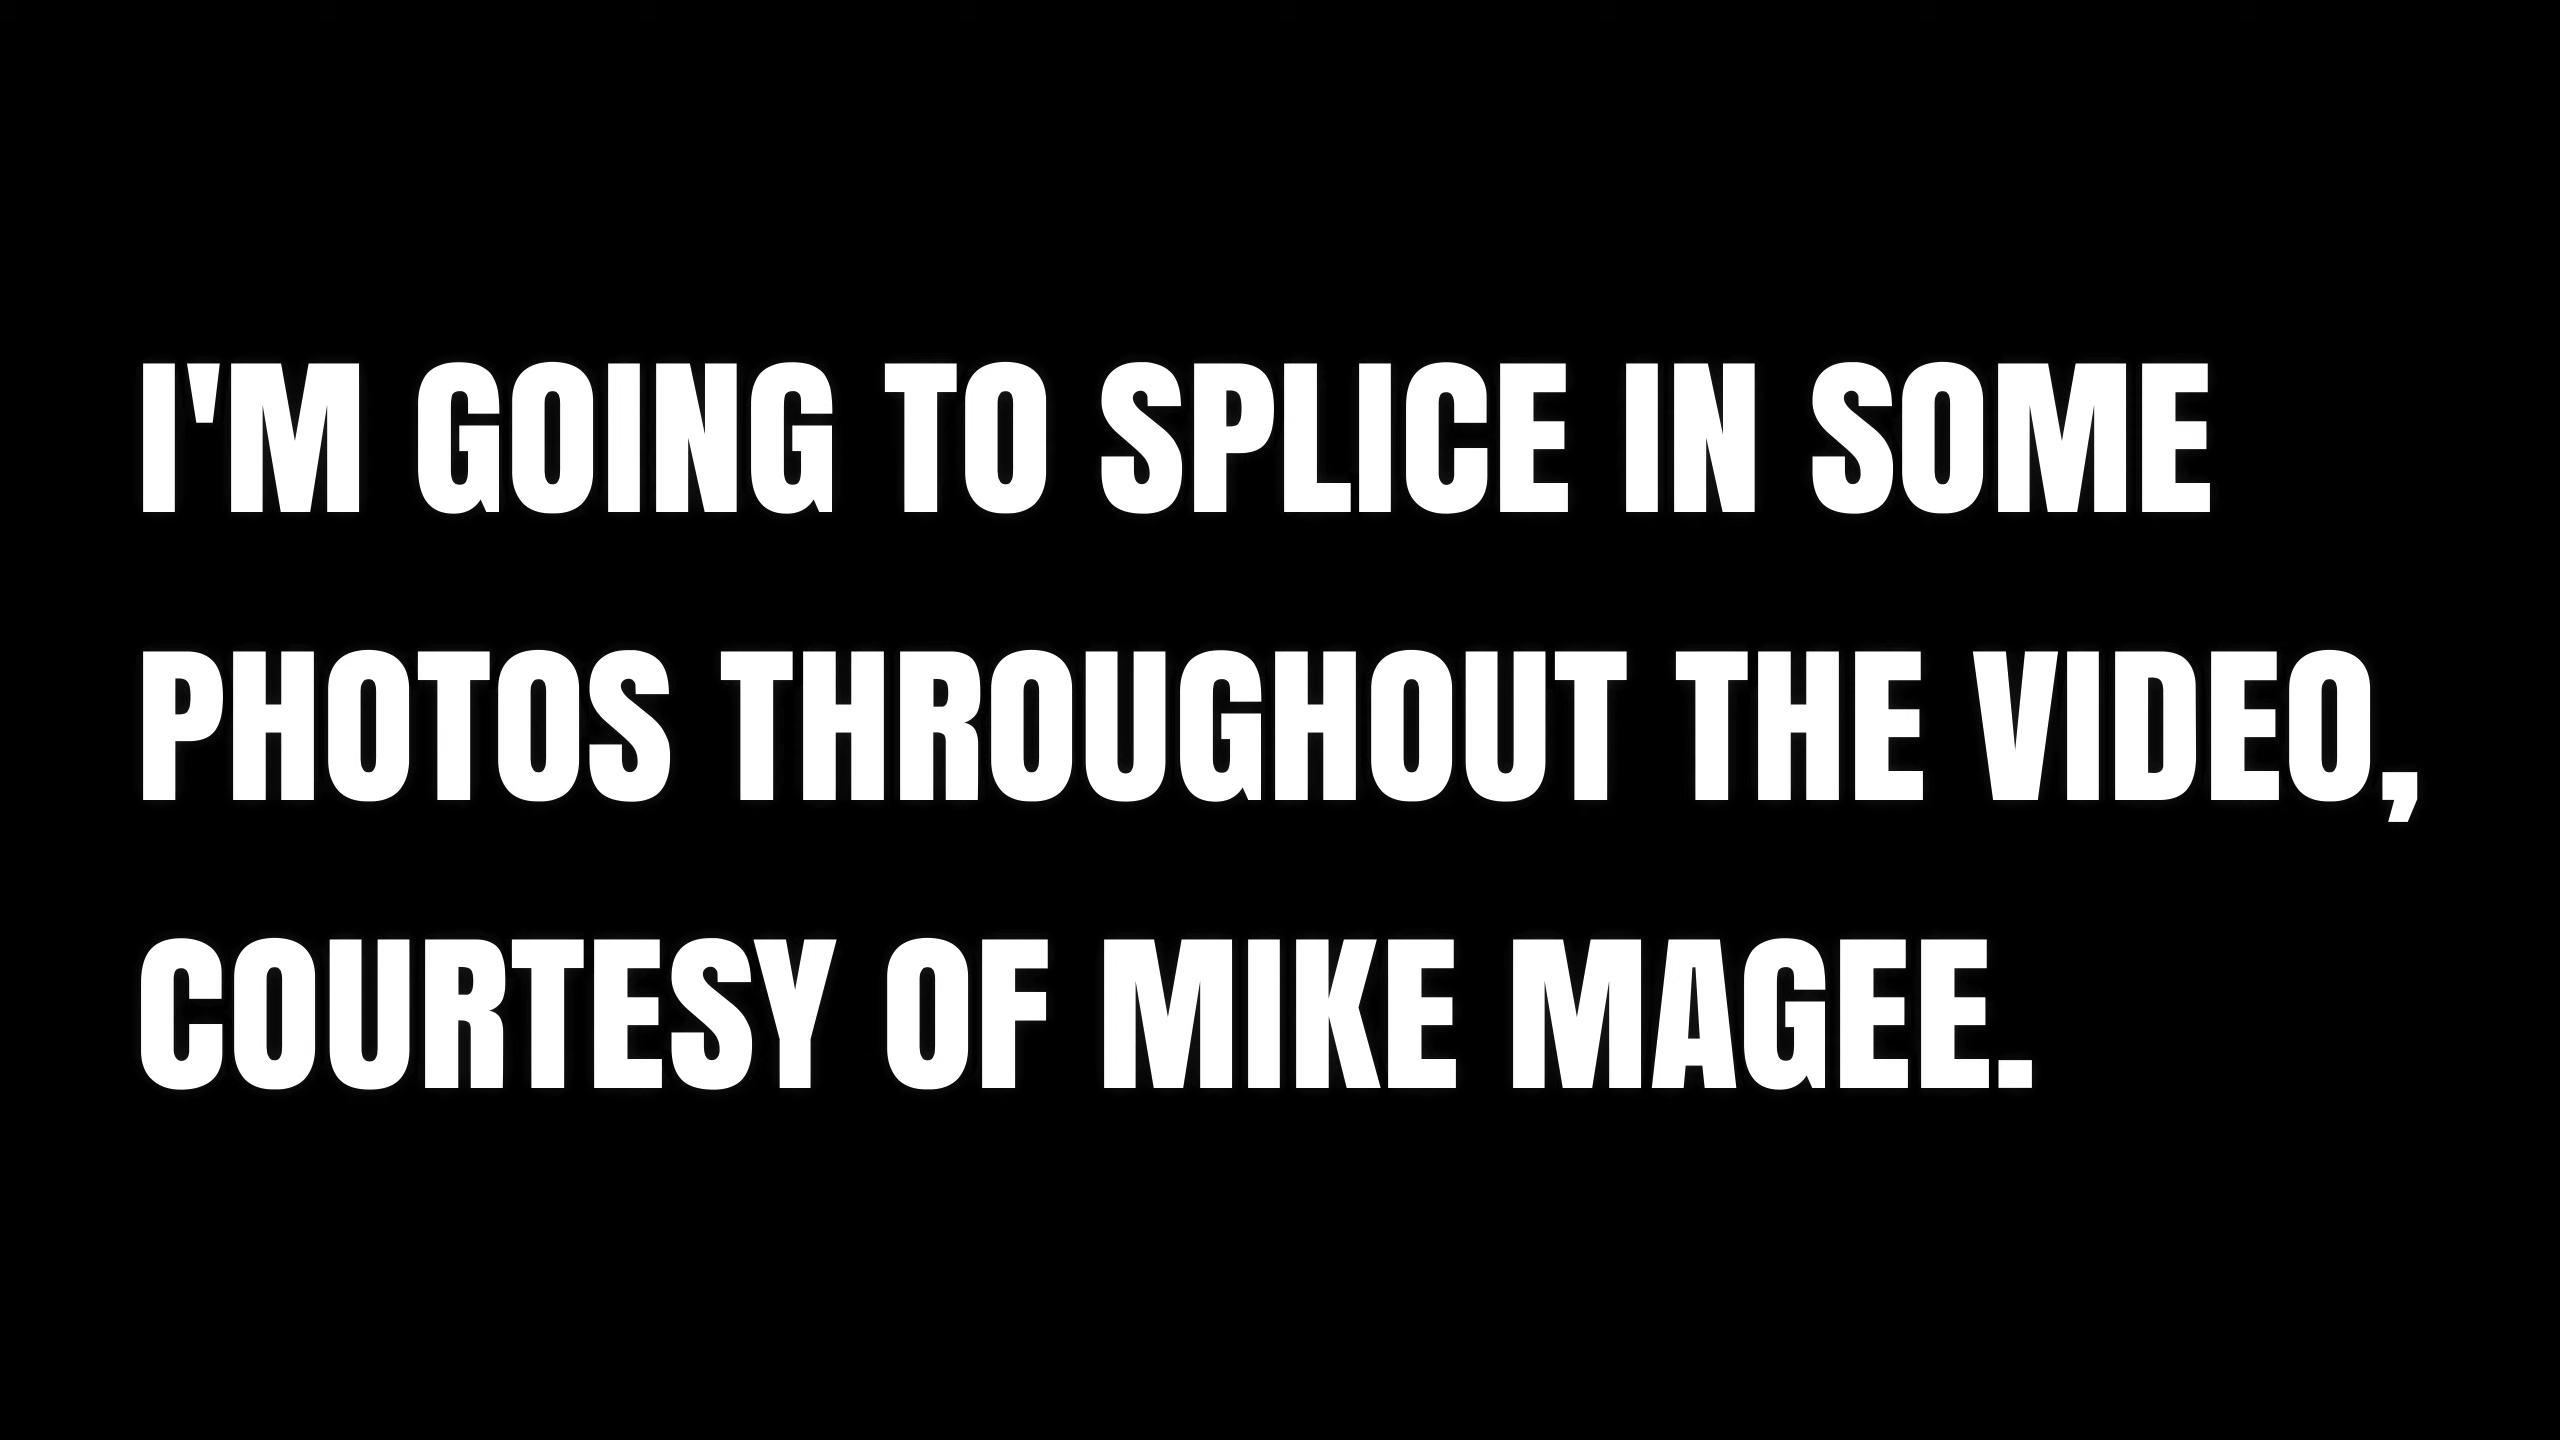 I'M GOING TO SPLICE IN SOME
PHOTOS THROUGHOUT THE VIDEO,
COURTESY OF MIKE MAGEE.